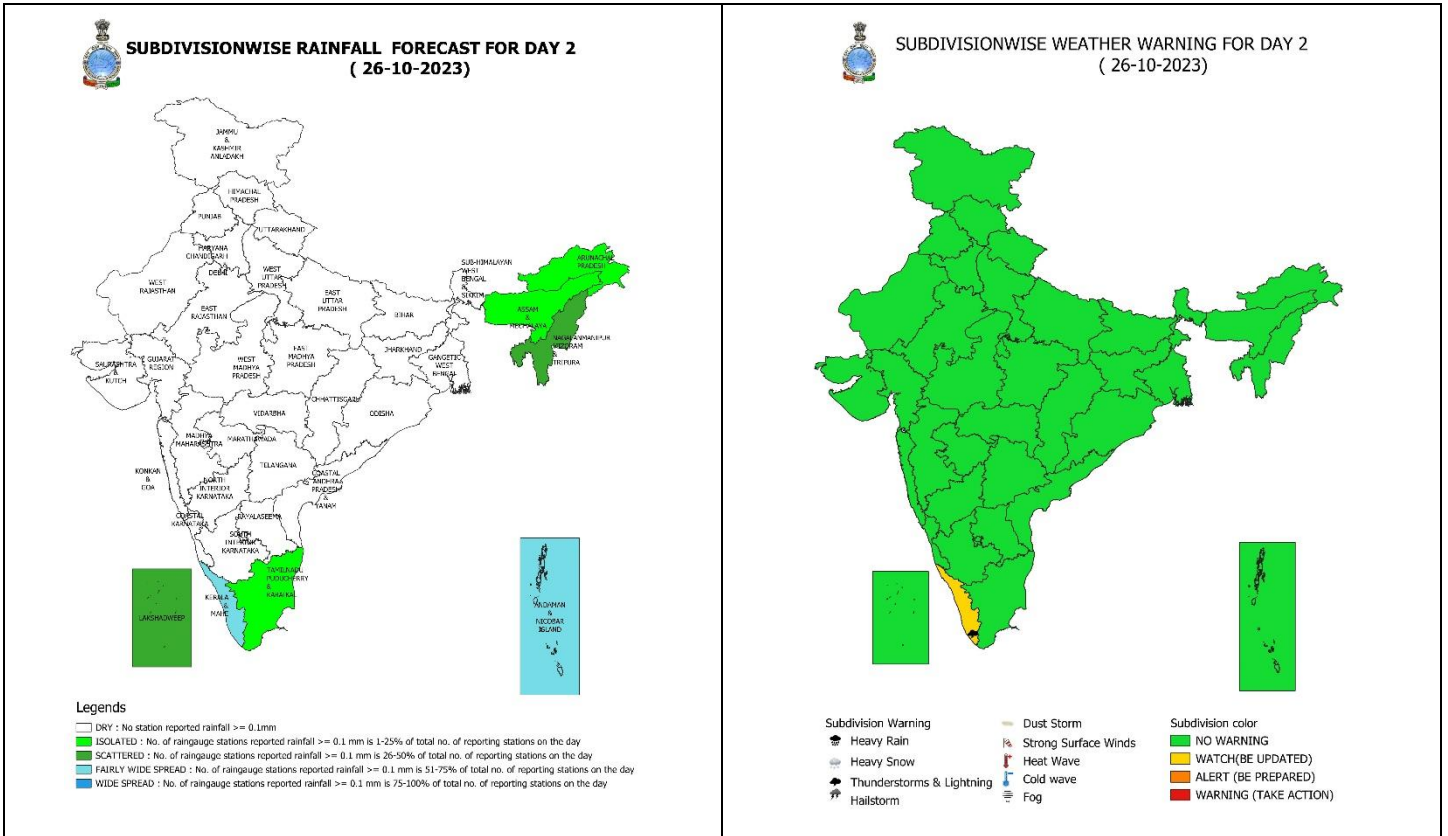 SUBDIVISIONWISE RAINFALL FORECAST FOR DAY 2
( 26-10-2023)
JAMMU
&
KASHMIR
ANLADAKH
HIMACHAL
PRADESH
PUNJAB
UTTARAKHAND
HARYANA
CHANDIGARH
&
DELHI
WEST
RAJASTHAN
WEST
UTTAR
PRADESH
EAST
UTTAR
PRADESH
EAST
RAJASTHAN
BIHAR
SUB-HIMALAYAN
WEST
BENGAL
&
SIKKIM
ARUNACHAL
PRADESH
ASSAM
&
MEGHALAYA
MIZORAM
&
TRIPURA
SAURASHTRA
&
KUTCH
GUJARAT
REGION
WEST
MADHYA
PRADESH
EAST
MADHYA
PRADESH
JHARKHAND
GANGETIC
WEST
BENGAL
CHHATTISGARH
ODISHA
VIDARBHA
MADHYA
MAHARASHTRA
MARATHWADA
TELANGANA
KONKAN
&
GOA
NORTH
INTERIOR
KARNATAKA
COASTAL
ANDHRA
PRADESH
&
YANAM
COASTAL
KARNATAKA
RAYALASEEMA
SOUTH
INTERIOR
KARNATAKA
TAMILNADU
PUDUCHERRY
&
KARAIKAL
KERALA
&
MAHE
LAKSHADWEEP
ANDAMAN
&
NICOBAR
ISLAND
Legends
DRY : No station reported rainfall >= 0.1mm
ISOLATED : No. of raingauge stations reported rainfall >= 0.1 mm is 1-25% of total no. of reporting stations on the day
SCATTERED : No. of raingauge stations reported rainfall >= 0.1 mm is 26-50% of total no. of reporting stations on the day
FAIRLY WIDE SPREAD : No. of raingauge stations reported rainfall >= 0.1 mm is 51-75% of total no. of reporting stations on the day
WIDE SPREAD : No. of raingauge stations reported rainfall >= 0.1 mm is 75-100% of total no. of reporting stations on the day
SUBDIVISIONWISE WEATHER WARNING FOR DAY 2
( 26-10-2023)
Subdivision Warning
Heavy Rain
Heavy Snow
Thunderstorms & Lightning
Hailstorm
Dust Storm
Strong Surface Winds
Heat Wave
Cold wave
Fog
Subdivision color
NO WARNING
WATCH(BE UPDATED)
ALERT (BE PREPARED)
WARNING (TAKE ACTION)